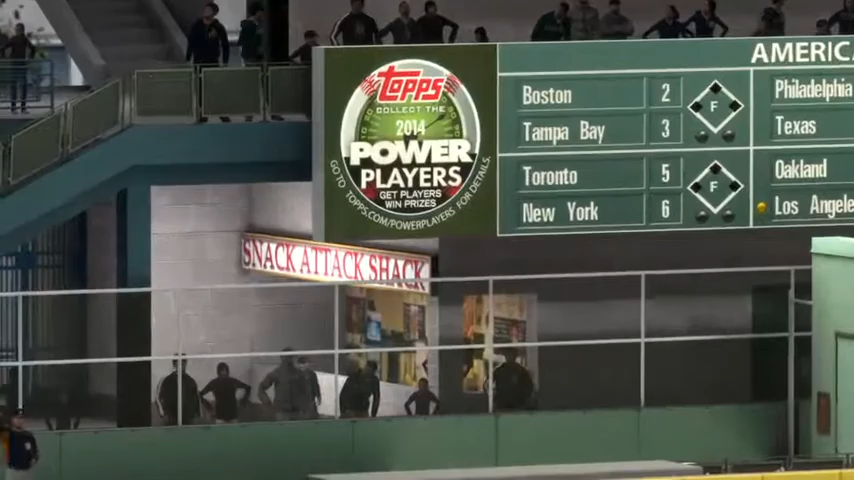 Topps
COLLECT THE
2014
POWER
PLAYERS
GET PLAYERS
WIN PRIZES
GO TO TOPPS.COM/POWERPLAYERS FOR DETAILS.
AMERIC
Boston 2 F Philadelphia
Tampa Bay 3 Texas
Toronto 5 F Oakland
New York 6 Los Angele
SNACK ATTACK SHACK